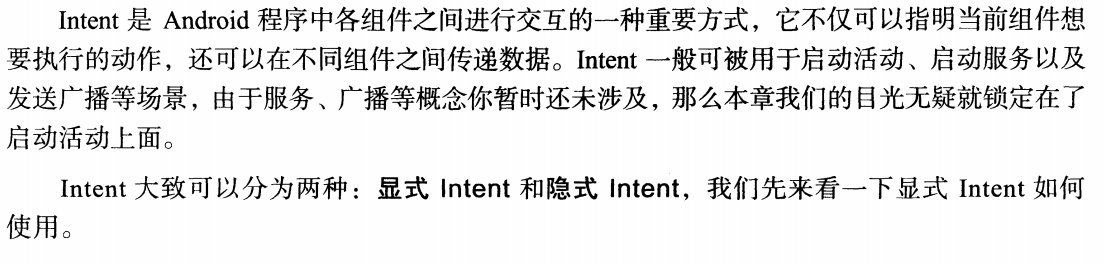 Intent 是 Android 程序中各组件之间进行交互的一种重要方式，它不仅可以指明当前组件想
要执行的动作，还可以在不同组件之间传递数据。Intent 一般可被用于启动活动、启动服务以及
发送广播等场景，由于服务、广播等概念你暂时还未涉及，那么本章我们的目光无疑就锁定在了
启动活动上面。
Intent 大致可以分为两种：显式 Intent 和隐式 Intent，我们先来看一下显式 Intent 如何
使用。